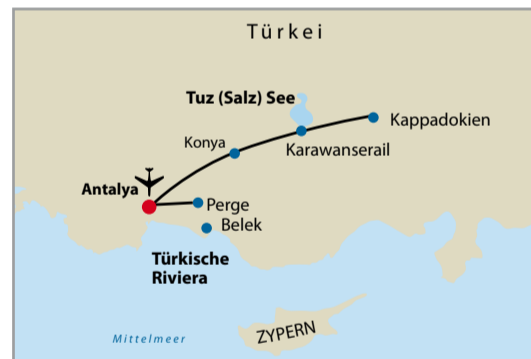 Türkei
Tuz (Salz) See
Kappadokien
Konya
Karawanserail
Antalya
Perge
Belek
Türkische
Riviera
ZYPERN
Mittelmeer